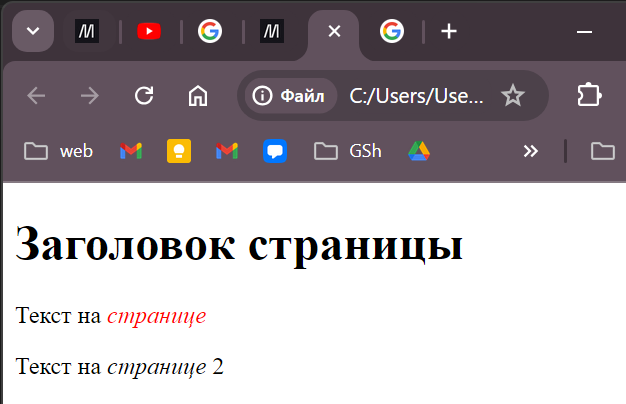 Файл C:/Users/Use...
web GSh
Заголовок страницы
Текст на странице
Текст на странице 2